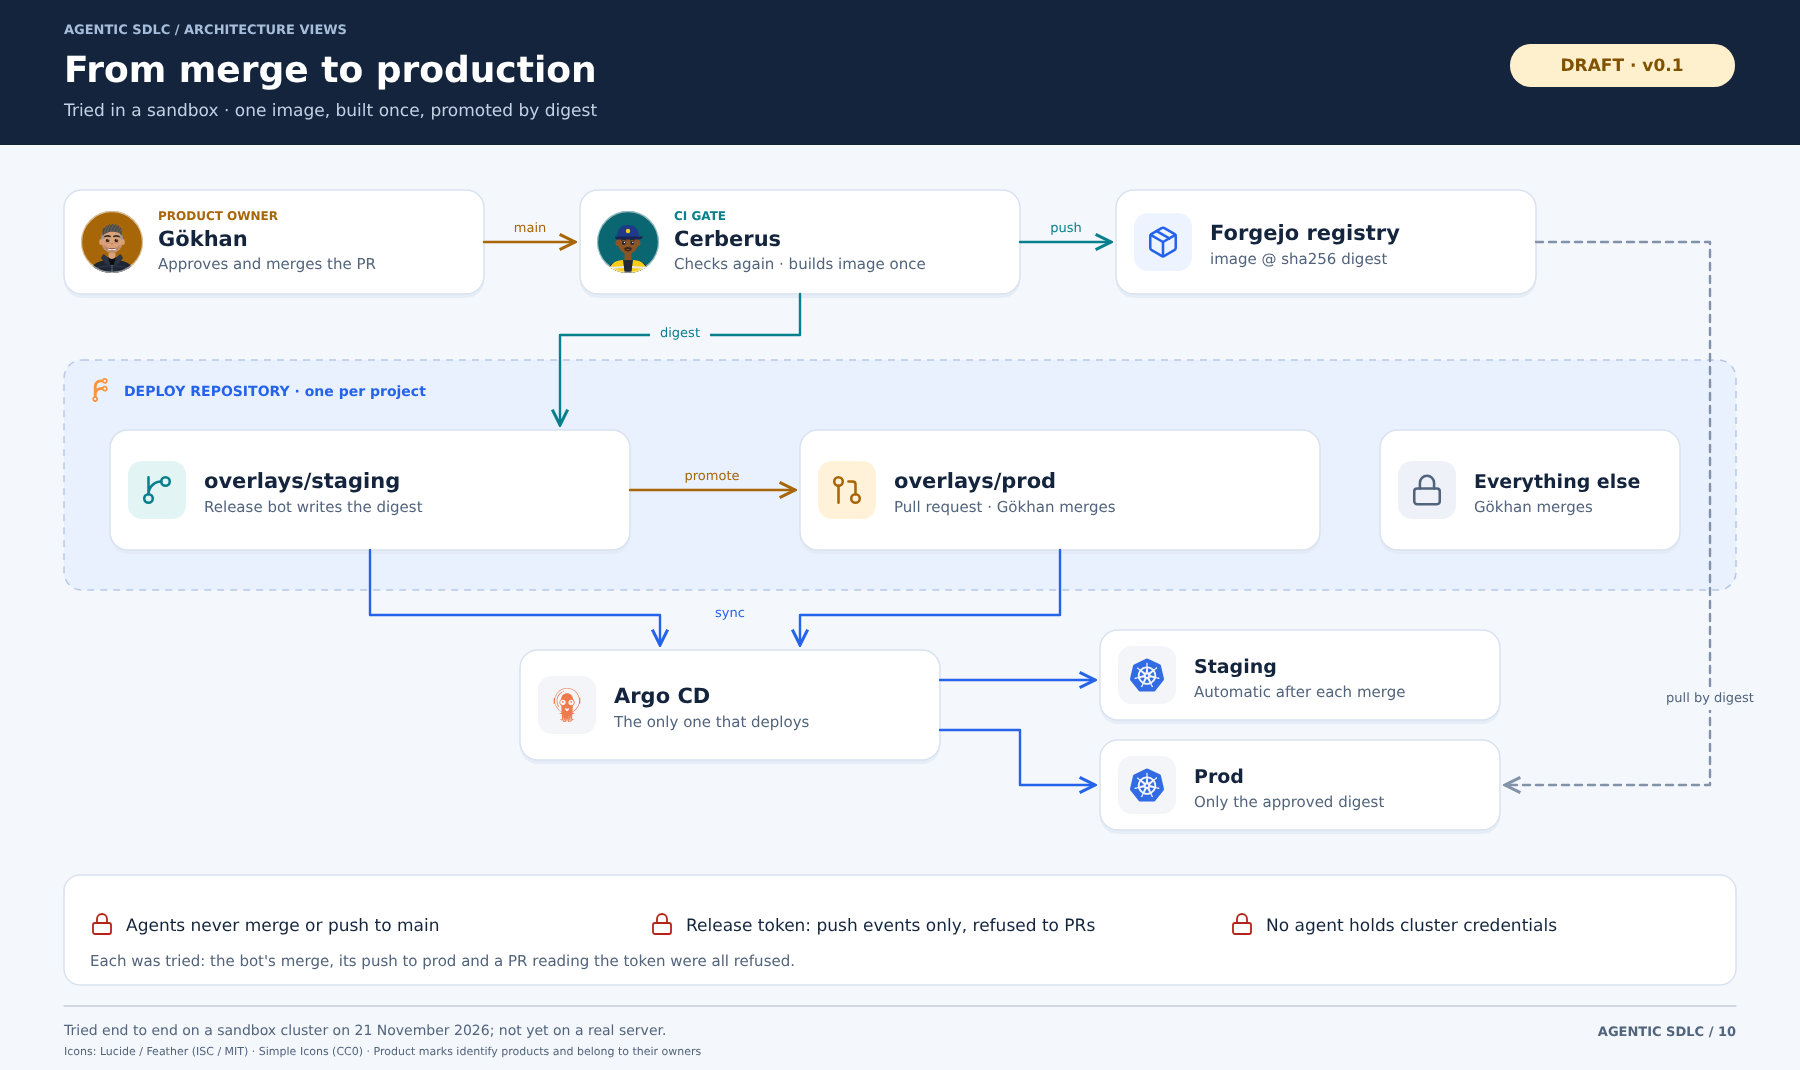 AGENTIC SDLC / ARCHITECTURE VIEWS
From merge to production
Tried in a sandbox · one image, built once, promoted by digest
DRAFT · v0.1
PRODUCT OWNER
Gökhan
Approves and merges the PR
main
CI GATE
Cerberus
Checks again · builds image once
push
Forgejo registry
image @ sha256 digest
digest
DEPLOY REPOSITORY · one per project
overlays/staging
Release bot writes the digest
promote
overlays/prod
Pull request · Gökhan merges
Everything else
Gökhan merges
sync
Argo CD
The only one that deploys
Staging
Automatic after each merge
pull by digest
Prod
Only the approved digest
Agents never merge or push to main
Release token: push events only, refused to PRs
No agent holds cluster credentials
Each was tried: the bot's merge, its push to prod and a PR reading the token were all refused.
Tried end to end on a sandbox cluster on 21 November 2026; not yet on a real server.
AGENTIC SDLC / 10
Icons: Lucide / Feather (ISC / MIT) · Simple Icons (CC0) · Product marks identify products and belong to their owners